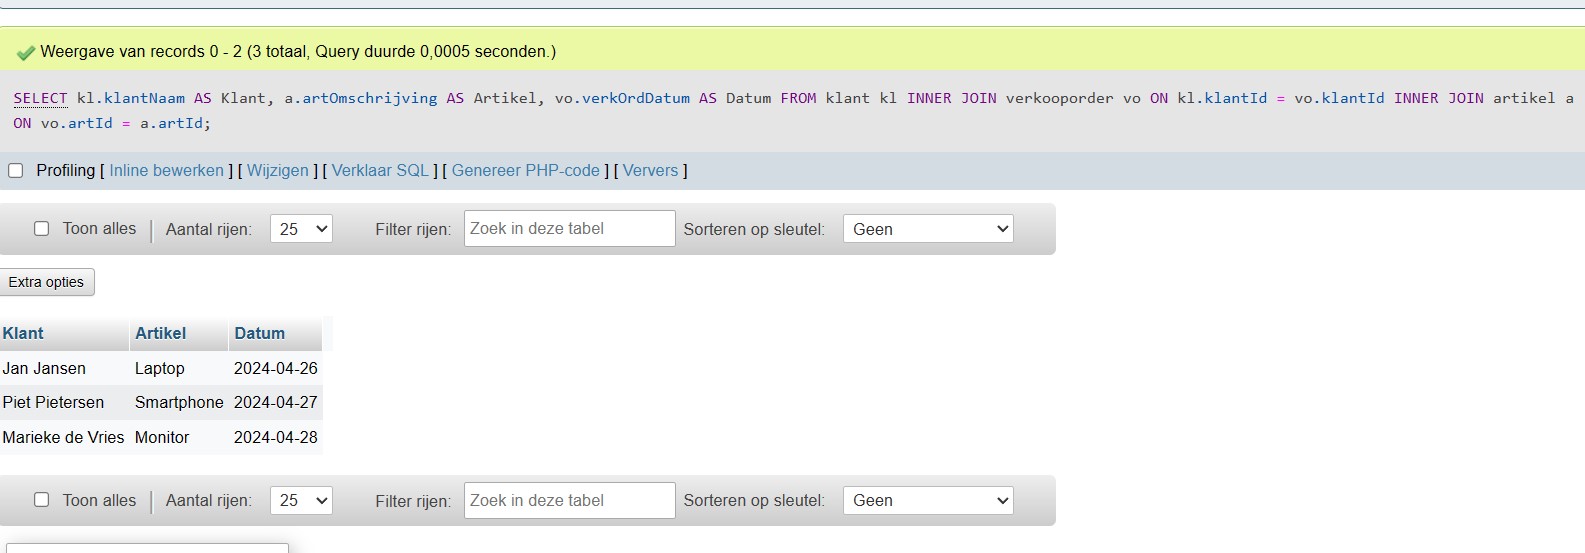 Weergave van records 0 - 2 (3 totaal, Query duurde 0,0005 seconden.)
SELECT kl.klantNaam AS Klant, a.artOmschrijving AS Artikel, vo.verkOrdDatum AS Datum FROM klant kl INNER JOIN verkooporder vo ON kl.klantId = vo.klantId INNER JOIN artikel a
ON vo.artId = a.artId;
Profiling [ Inline bewerken ] [ Wijzigen ] [ Verklaar SQL ] [ Genereer PHP-code ] [ Ververs ]
Toon alles | Aantal rijen: 25 Filter rijen: Zoek in deze tabel Sorteren op sleutel: Geen
Extra opties
Klant Artikel Datum
Jan Jansen Laptop 2024-04-26
Piet Pietersen Smartphone 2024-04-27
Marieke de Vries Monitor 2024-04-28
Toon alles | Aantal rijen: 25 Filter rijen: Zoek in deze tabel Sorteren op sleutel: Geen